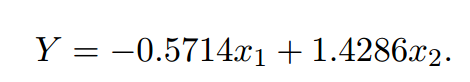 Y = −0.5714x₁ + 1.4286x₂.